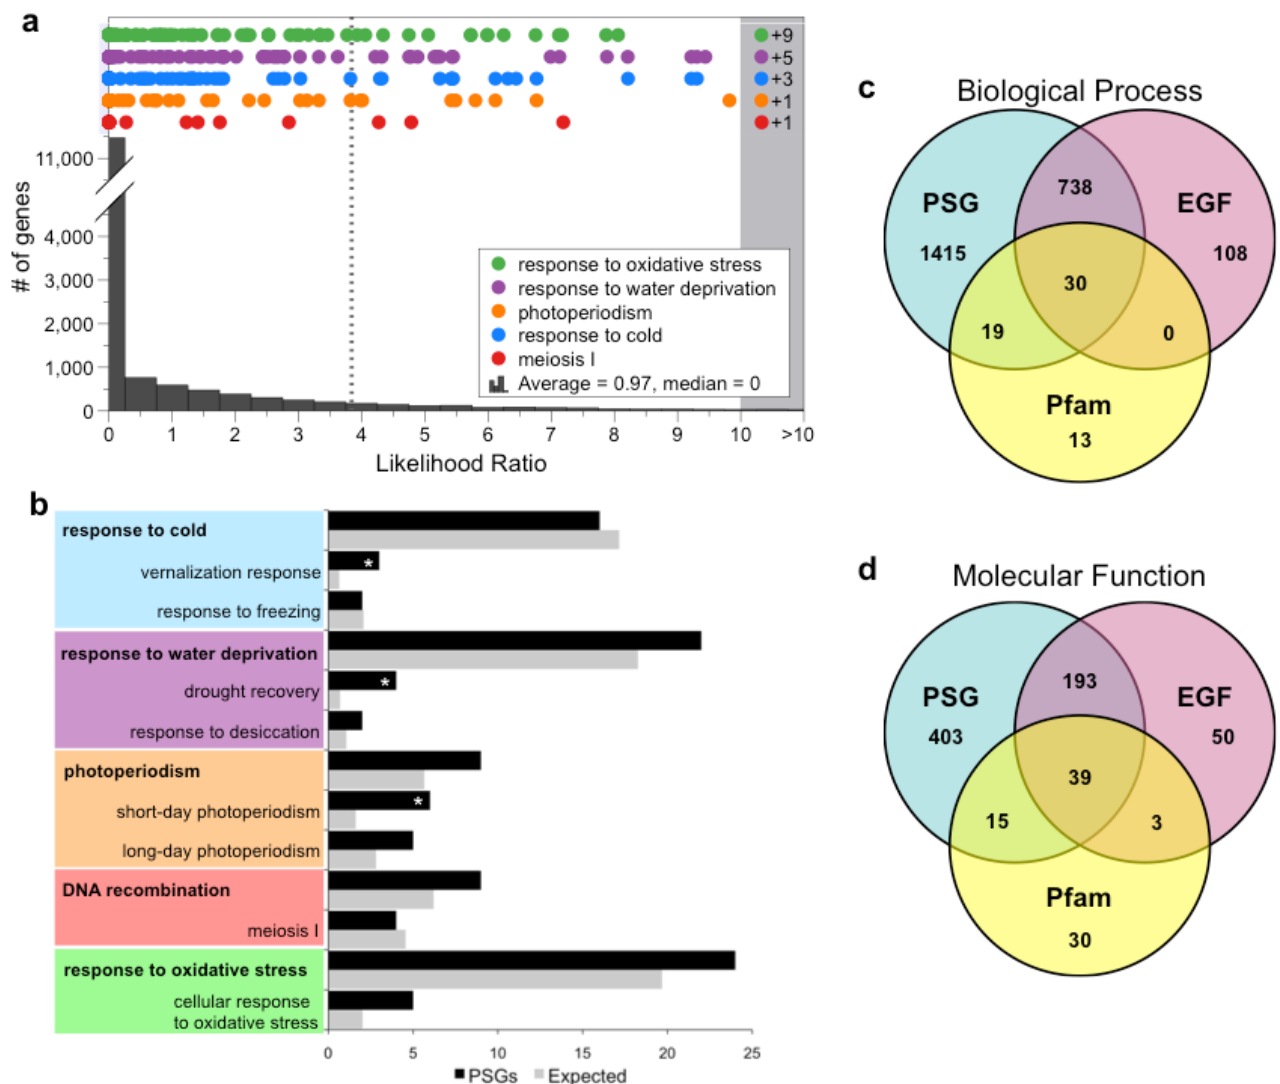 a
+9
+5
+3
+1
+1
11,000
4,000
3,000
2,000
1,000
0
# of genes
response to oxidative stress
response to water deprivation
photoperiodism
response to cold
meiosis I
Average = 0.97, median = 0
0 1 2 3 4 5 6 7 8 9 10 >10
Likelihood Ratio
b
response to cold
vernalization response
*
response to freezing
response to water deprivation
drought recovery
*
response to desiccation
photoperiodism
short-day photoperiodism
*
long-day photoperiodism
DNA recombination
meiosis I
response to oxidative stress
cellular response
to oxidative stress
0 5 10 15 20 25
PSGs Expected
c
Biological Process
738
PSG EGF
1415 108
30
19 0
Pfam
13
d
Molecular Function
193
PSG EGF
403 50
39
15 3
Pfam
30